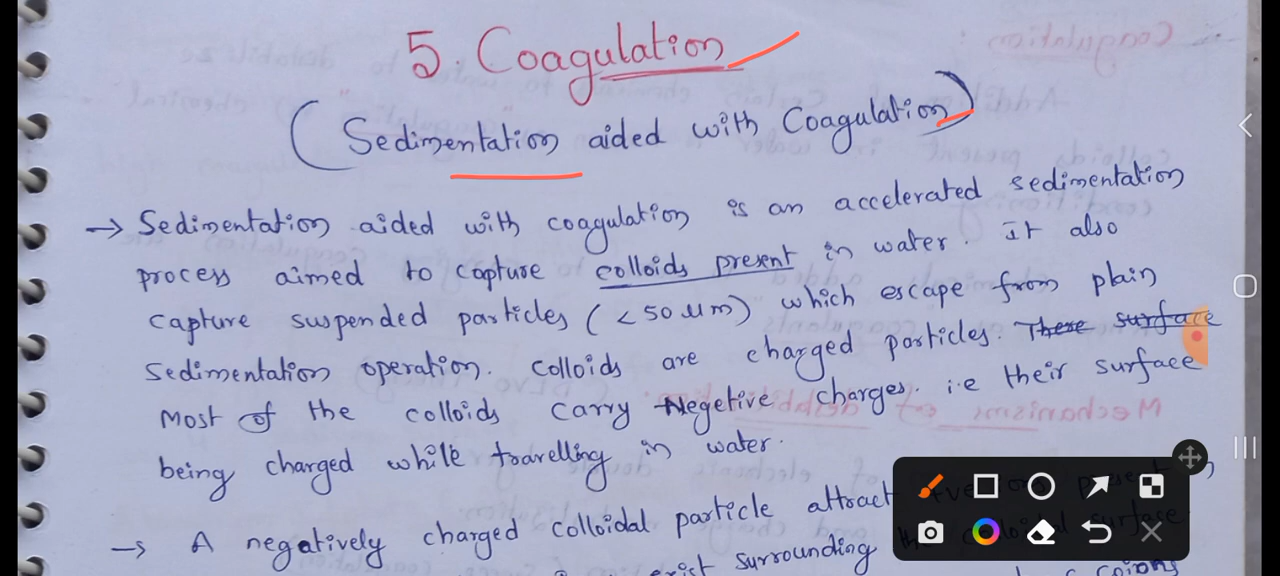 5. Coagulation
(Sedimentation aided with Coagulation)
→ Sedimentation aided with coagulation is an accelerated sedimentation
process aimed to capture colloids present in water. It also
capture suspended particles (<50 μm) which escape from plain
sedimentation operation. Colloids are charged particles. These surface
Most of the colloids carry Negetive charges. i.e their surface
being charged while travelling in water.
→ A negatively charged colloidal particle attract
exist surrounding